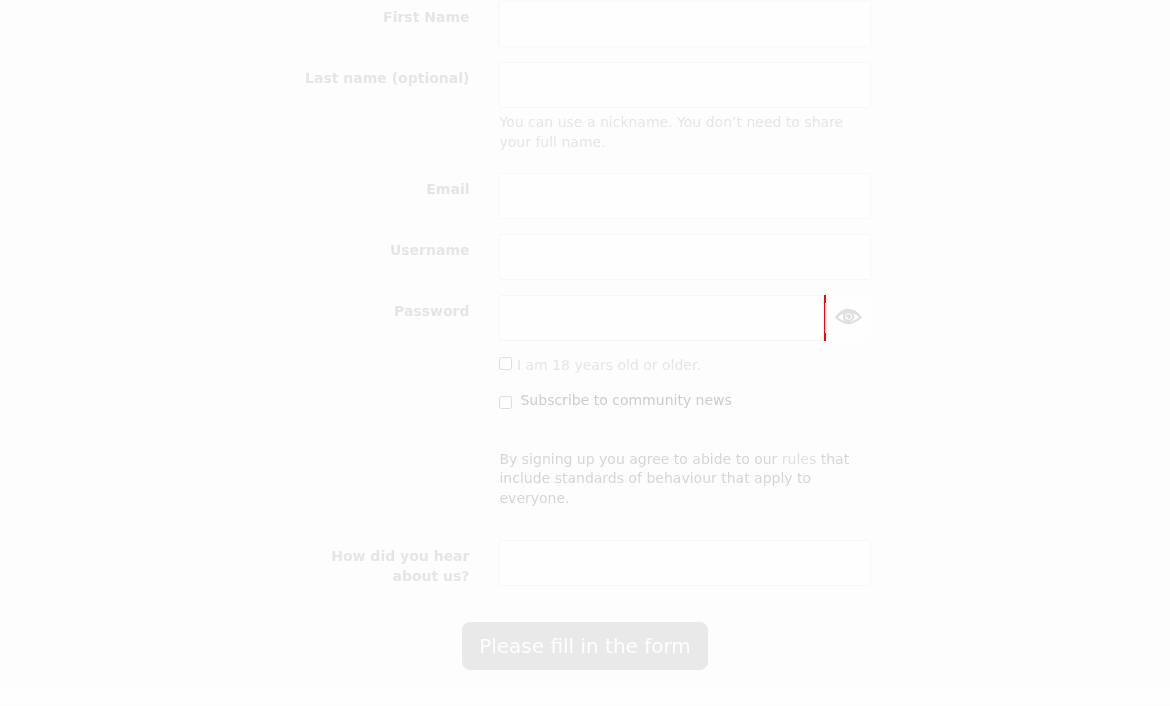 First Name
Last name (optional)
You can use a nickname. You don’t need to share
your full name.
Email
Username
Password
I am 18 years old or older.
Subscribe to community news
By signing up you agree to abide to our rules that
include standards of behaviour that apply to
everyone.
How did you hear
about us?
Please fill in the form